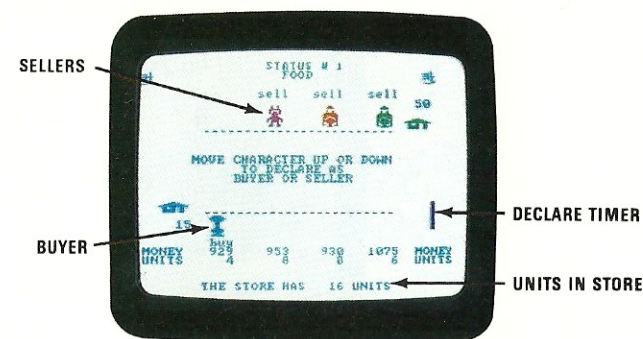 SELLERS
STATUS # 1
FOOD
sell sell sell
50
MOVE CHARACTER UP OR DOWN
TO DECLARE AS
BUYER OR SELLER
15
DECLARE TIMER
BUYER
buy
MONEY 929 953 930 1075 MONEY
UNITS 4 8 0 6 UNITS
THE STORE HAS 16 UNITS
UNITS IN STORE